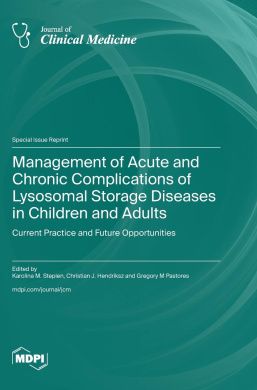 Journal of
Clinical Medicine
Special Issue Reprint
Management of Acute and
Chronic Complications of
Lysosomal Storage Diseases
in Children and Adults
Current Practice and Future Opportunities
Edited by
Karolina M. Stepien, Christian J. Hendriksz and Gregory M Pastores
mdpi.com/journal/jcm
MDPI